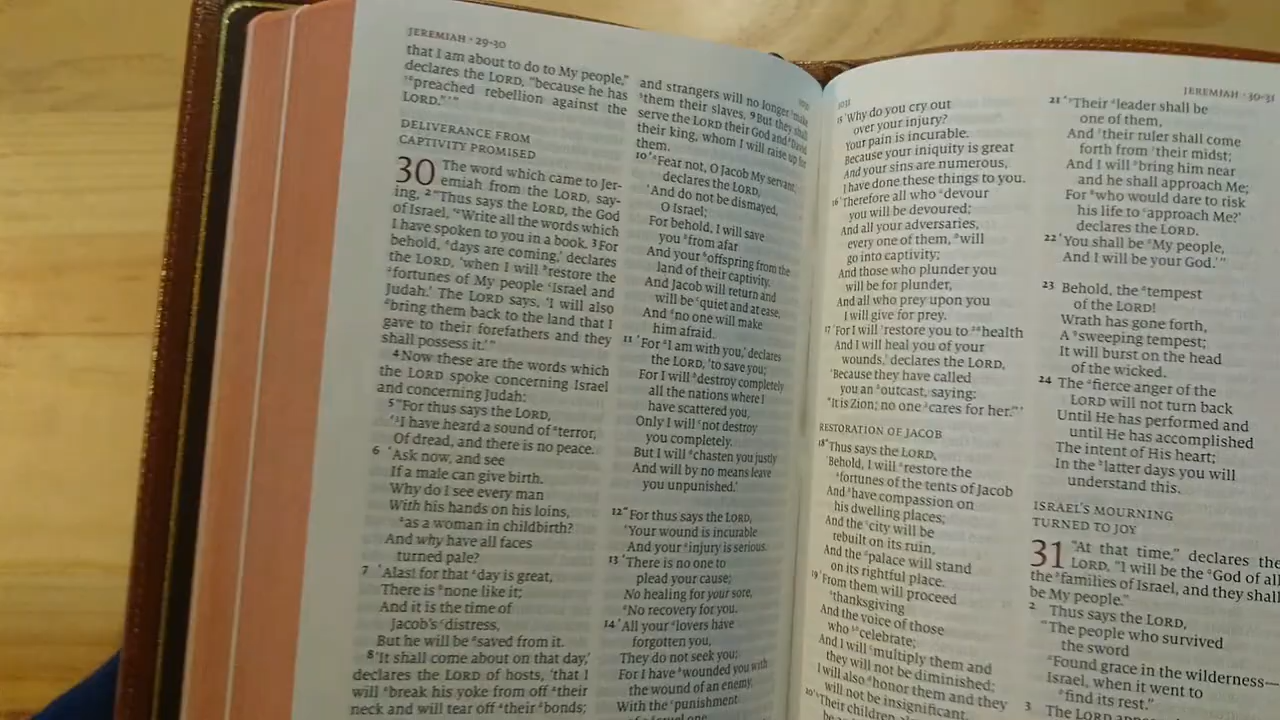 JEREMIAH · 29-30
that I am about to do to My people,"
declares the LORD, "because he has
"preached rebellion against the
LORD."'"
DELIVERANCE FROM
CAPTIVITY PROMISED
30 The word which came to Jer-
emiah from the LORD, say-
ing, 2 "Thus says the LORD, the God
of Israel, 'Write all the words which
I have spoken to you in a book. 3 For
behold, days are coming,' declares
the LORD, 'when I will restore the
fortunes of My people Israel and
Judah.' The LORD says, 'I will also
bring them back to the land that I
gave to their forefathers and they
shall possess it.'"
4 Now these are the words which
the LORD spoke concerning Israel
and concerning Judah:
5 "For thus says the LORD,
'I have heard a sound of terror,
Of dread, and there is no peace.
6 'Ask now, and see
If a male can give birth.
Why do I see every man
With his hands on his loins,
as a woman in childbirth?
And why have all faces
turned pale?
7 'Alas! for that day is great,
There is none like it;
And it is the time of
Jacob's distress,
But he will be saved from it.
8 'It shall come about on that day,'
declares the LORD of hosts, 'that I
will break his yoke from off their
neck and will tear off their bonds;
and strangers will no longer make
them their slaves. 9 But they shall
serve the LORD their God and David
their king, whom I will raise up for
them.
10 'Fear not, O Jacob My servant,'
declares the LORD,
'And do not be dismayed,
O Israel;
For behold, I will save
you from afar
And your offspring from the
land of their captivity.
And Jacob will return and
will be quiet and at ease,
And no one will make
him afraid.
11 'For I am with you,' declares
the LORD, 'to save you;
For I will destroy completely
all the nations where I
have scattered you,
Only I will not destroy
you completely.
But I will chasten you justly
And will by no means leave
you unpunished.'
12 "For thus says the LORD,
'Your wound is incurable
And your injury is serious.
13 'There is no one to
plead your cause;
No healing for your sore,
No recovery for you.
14 'All your lovers have
forgotten you,
They do not seek you;
For I have wounded you with
the wound of an enemy,
With the punishment
of a cruel one,
1031
15 'Why do you cry out
over your injury?
Your pain is incurable.
Because your iniquity is great
And your sins are numerous,
I have done these things to you.
16 'Therefore all who devour
you will be devoured;
And all your adversaries,
every one of them, will
go into captivity;
And those who plunder you
will be for plunder,
And all who prey upon you
I will give for prey.
17 'For I will restore you to health
And I will heal you of your
wounds,' declares the LORD,
'Because they have called
you an outcast, saying:
"It is Zion; no one cares for her."'
RESTORATION OF JACOB
18 "Thus says the LORD,
'Behold, I will restore the
fortunes of the tents of Jacob
And have compassion on
his dwelling places;
And the city will be
rebuilt on its ruin,
And the palace will stand
on its rightful place.
19 'From them will proceed
thanksgiving
And the voice of those
who celebrate;
And I will multiply them and
they will not be diminished;
I will also honor them and they
will not be insignificant.
Their children
JEREMIAH · 30-31
21 'Their leader shall be
one of them,
And their ruler shall come
forth from their midst;
And I will bring him near
and he shall approach Me;
For who would dare to risk
his life to approach Me?'
declares the LORD.
22 'You shall be My people,
And I will be your God.'"
23 Behold, the tempest
of the LORD!
Wrath has gone forth,
A sweeping tempest;
It will burst on the head
of the wicked.
24 The fierce anger of the
LORD will not turn back
Until He has performed and
until He has accomplished
The intent of His heart;
In the latter days you will
understand this.
ISRAEL'S MOURNING
TURNED TO JOY
31 "At that time," declares the
LORD, "I will be the God of all
the families of Israel, and they shall
be My people."
2 Thus says the LORD,
"The people who survived
the sword
Found grace in the wilderness—
Israel, when it went to
find its rest."
3 The LORD